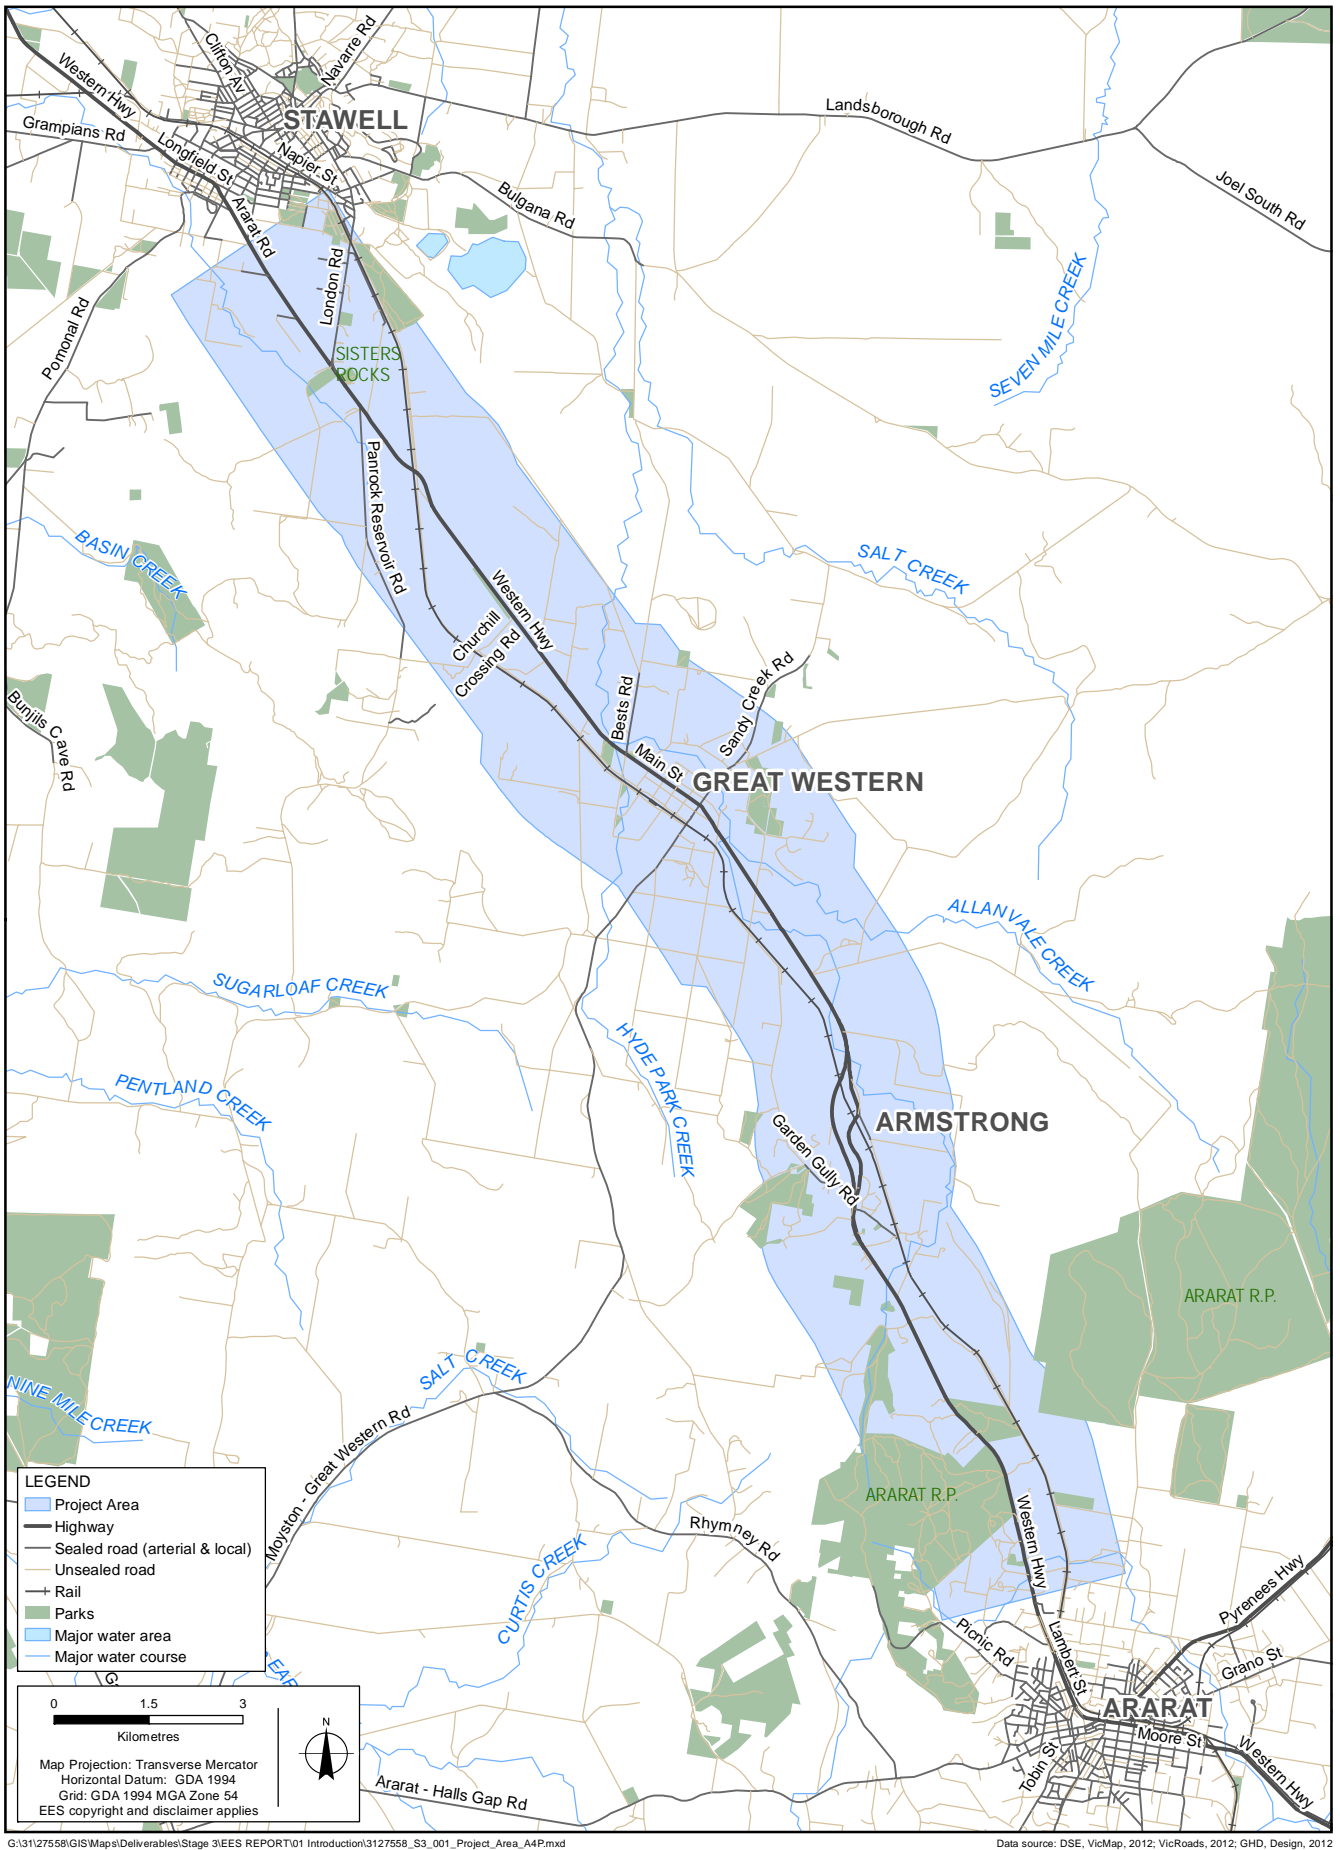 Clifton Av
Navarre Rd
Western Hwy
STAWELL
Grampians Rd
Longfield St
Napier St
Landsborough Rd
Bulgana Rd
Joel South Rd
Ararat Rd
London Rd
SEVEN MILE CREEK
Pomonal Rd
SISTERS
ROCKS
Panrock Reservoir Rd
BASIN CREEK
SALT CREEK
Western Hwy
Churchill
Crossing Rd
Bests Rd
Sandy Creek Rd
Bunjils Cave Rd
Main St
GREAT WESTERN
ALLANVALE CREEK
SUGARLOAF CREEK
HYDE PARK CREEK
PENTLAND CREEK
ARMSTRONG
Garden Gully Rd
ARARAT R.P.
SALT CREEK
NINE MILE CREEK
Moyston - Great Western Rd
ARARAT R.P.
Western Hwy
Rhymney Rd
CURTIS CREEK
Pyrenees Hwy
Picnic Rd
Lambert St
Grano St
ARARAT
Moore St
Tobin St
Western Hwy
Ararat - Halls Gap Rd
LEGEND
Project Area
Highway
Sealed road (arterial & local)
Unsealed road
Rail
Parks
Major water area
Major water course
0 1.5 3
Kilometres
N
Map Projection: Transverse Mercator
Horizontal Datum: GDA 1994
Grid: GDA 1994 MGA Zone 54
EES copyright and disclaimer applies
G:\31\27558\GIS\Maps\Deliverables\Stage 3\EES REPORT\01 Introduction\3127558_S3_001_Project_Area_A4P.mxd
Data source: DSE, VicMap, 2012; VicRoads, 2012; GHD, Design, 2012